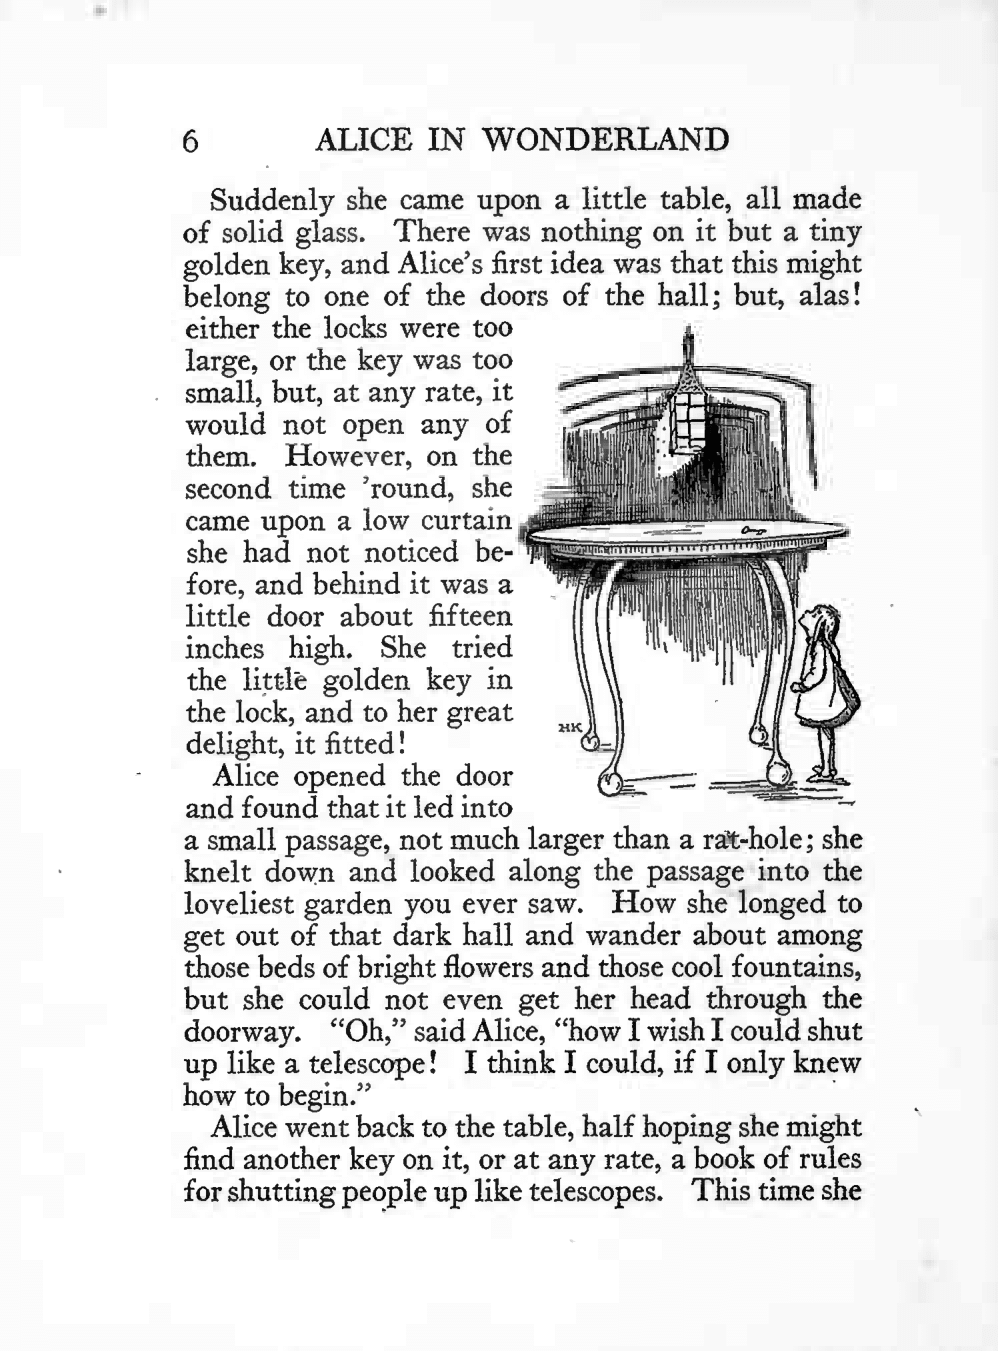 6 ALICE IN WONDERLAND
Suddenly she came upon a little table, all made
of solid glass. There was nothing on it but a tiny
golden key, and Alice's first idea was that this might
belong to one of the doors of the hall; but, alas!
either the locks were too
large, or the key was too
small, but, at any rate, it
would not open any of
them. However, on the
second time 'round, she
came upon a low curtain
she had not noticed be-
fore, and behind it was a
little door about fifteen
inches high. She tried
the little golden key in
the lock, and to her great
delight, it fitted!
Alice opened the door
and found that it led into
HK
a small passage, not much larger than a rat-hole; she
knelt down and looked along the passage into the
loveliest garden you ever saw. How she longed to
get out of that dark hall and wander about among
those beds of bright flowers and those cool fountains,
but she could not even get her head through the
doorway. "Oh," said Alice, "how I wish I could shut
up like a telescope! I think I could, if I only knew
how to begin."
Alice went back to the table, half hoping she might
find another key on it, or at any rate, a book of rules
for shutting people up like telescopes. This time she